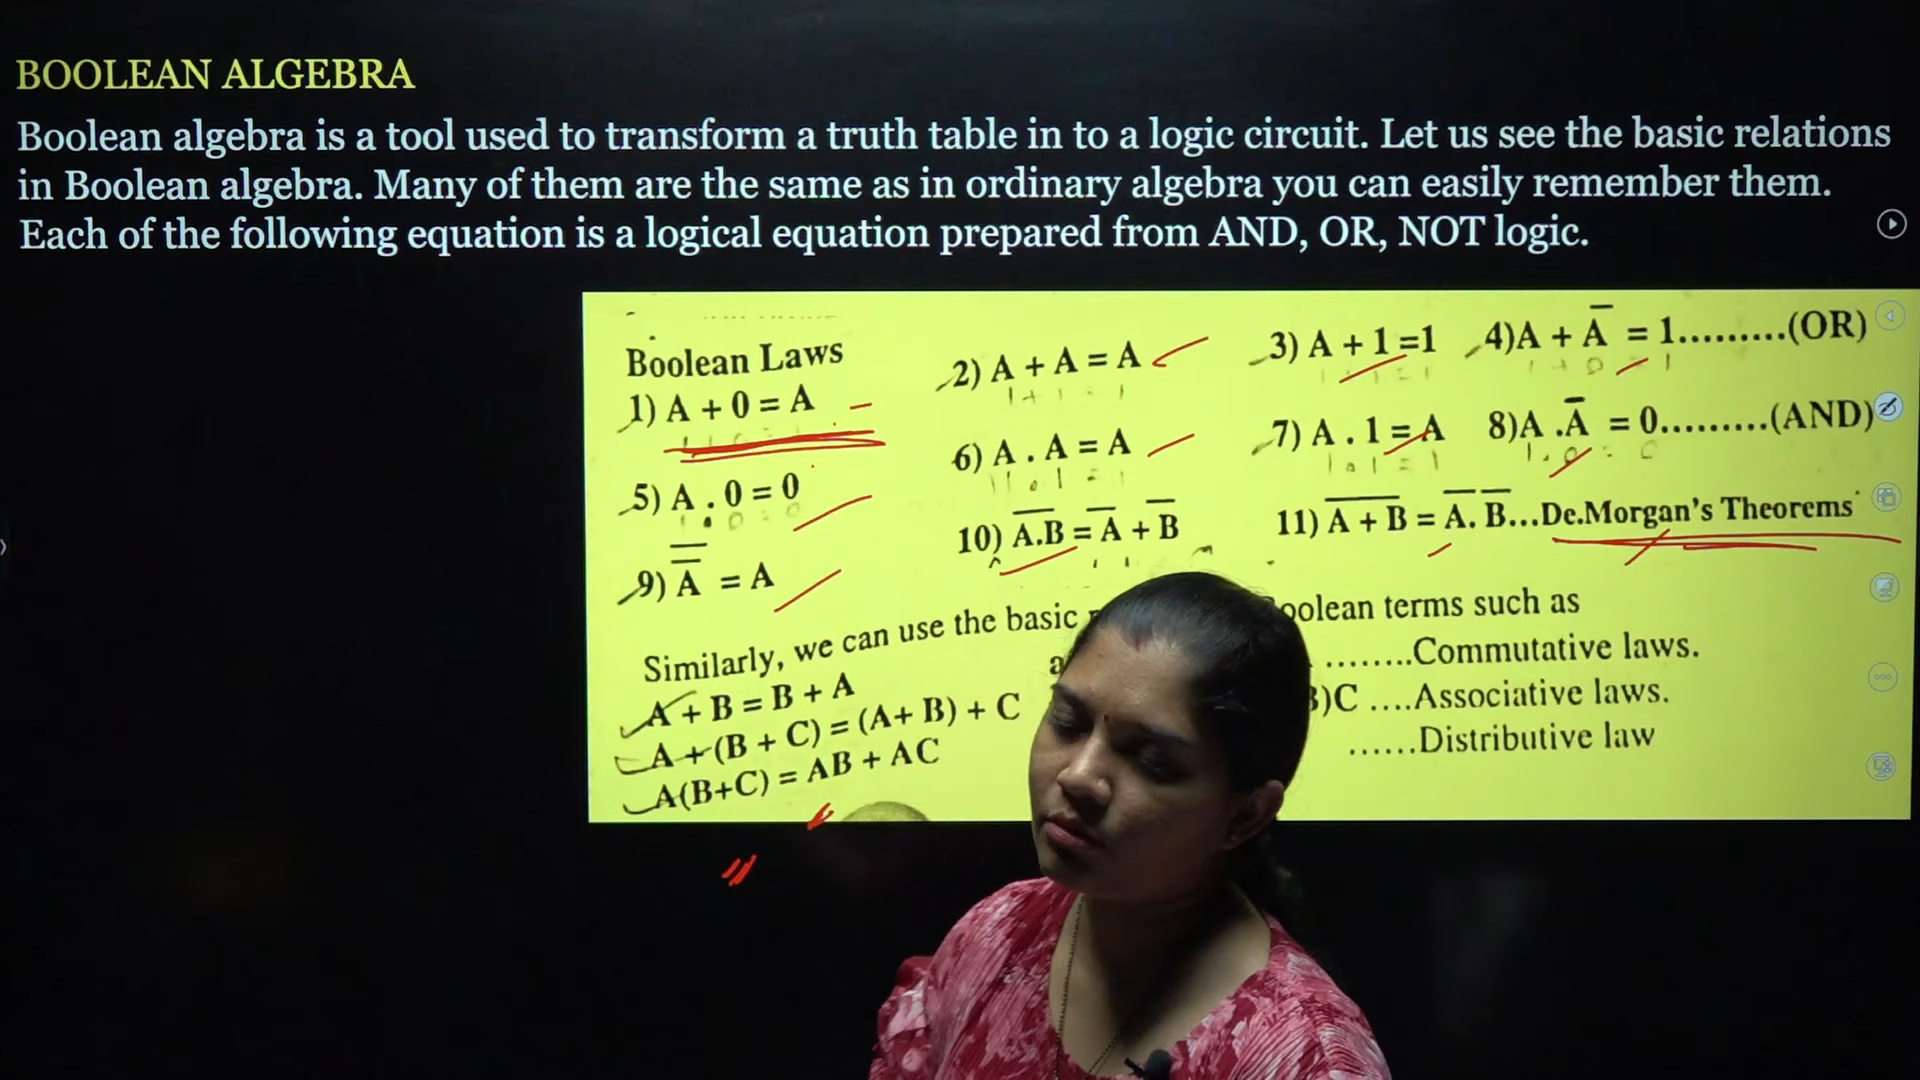 BOOLEAN ALGEBRA
Boolean algebra is a tool used to transform a truth table in to a logic circuit. Let us see the basic relations
in Boolean algebra. Many of them are the same as in ordinary algebra you can easily remember them.
Each of the following equation is a logical equation prepared from AND, OR, NOT logic.
Boolean Laws
1) A + 0 = A 2) A + A = A 3) A + 1 =1 4)A + A̅ = 1.........(OR)
5) A . 0 = 0 6) A . A = A 7) A . 1 = A 8)A .A̅ = 0.........(AND)
9) A̿ = A 10) A̅.̅B̅ = A̅ + B̅ 11) A̅ ̅+̅ ̅B̅ = A̅. B̅...De.Morgan's Theorems
Similarly, we can use the basic oolean terms such as
A + B = B + A ........Commutative laws.
A + (B + C) = (A+ B) + C )C ....Associative laws.
A(B+C) = AB + AC ......Distributive law